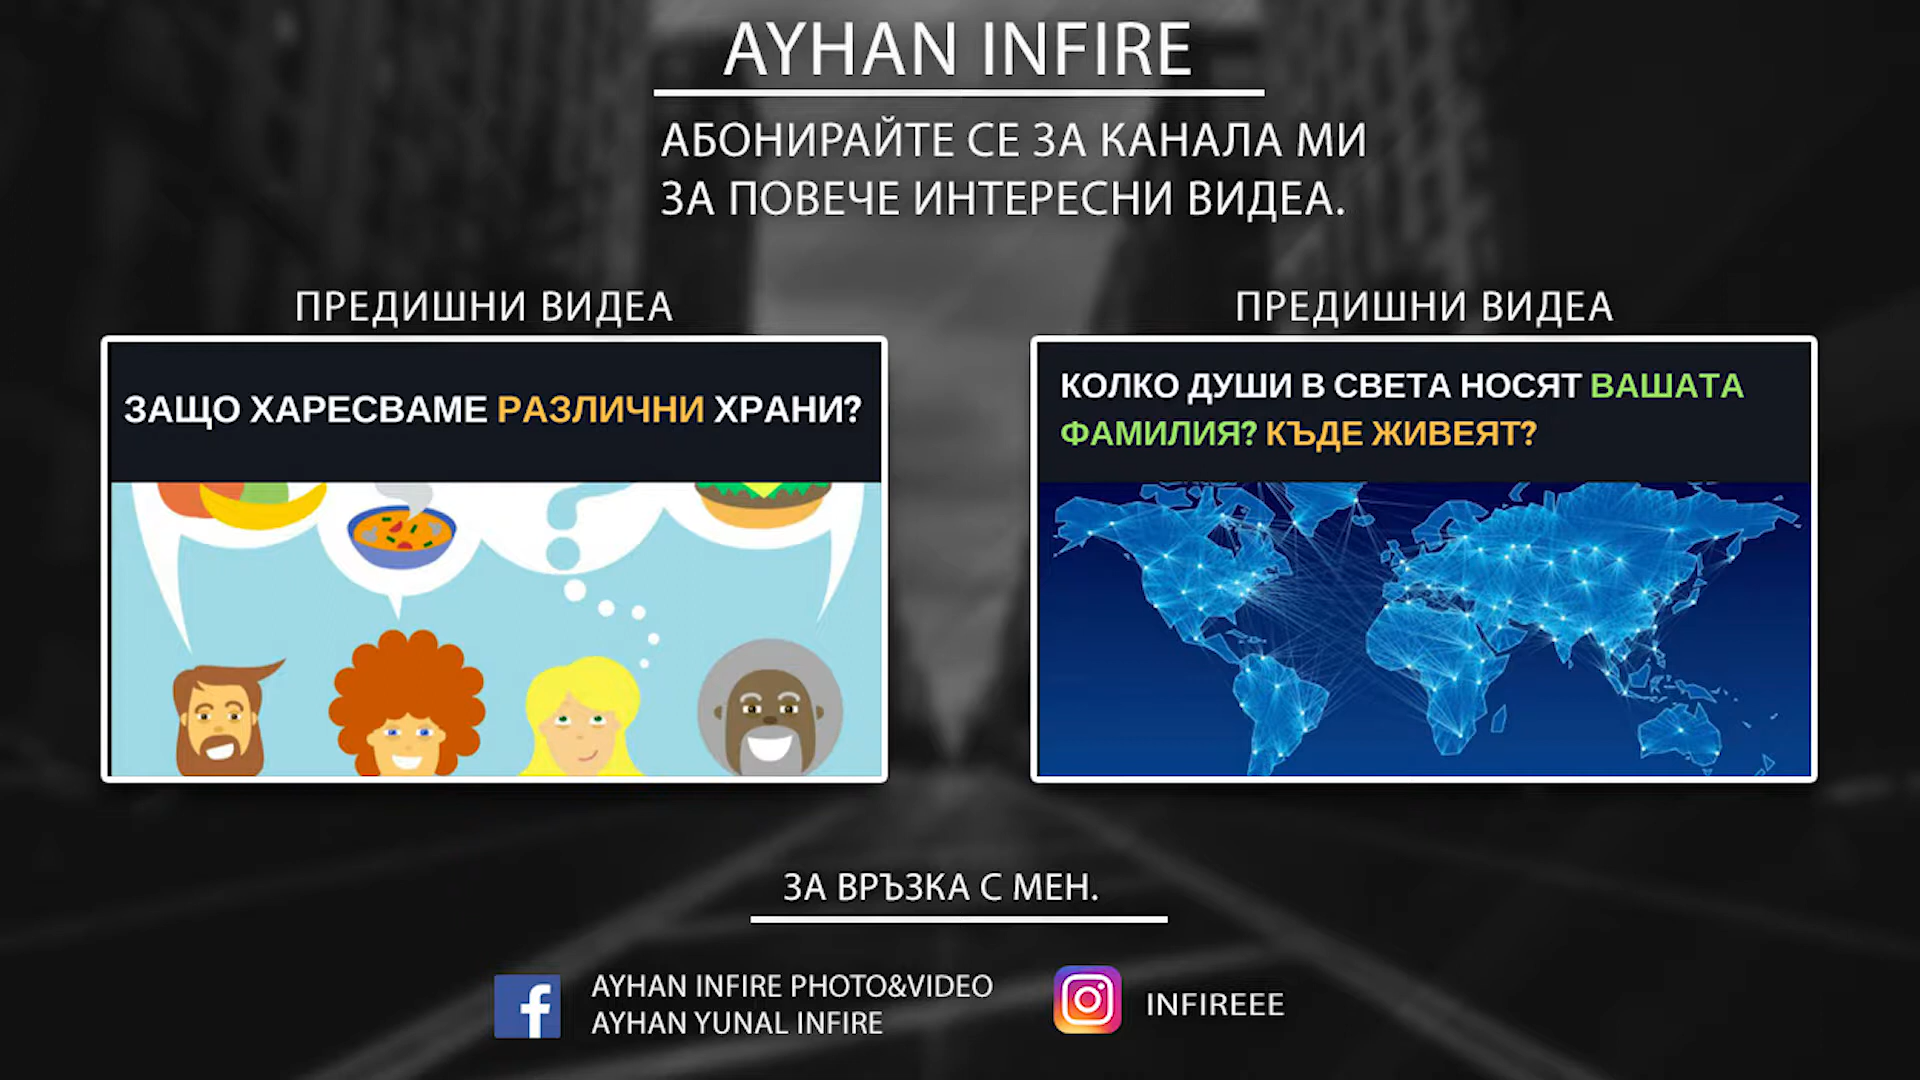 AYHAN INFIRE
АБОНИРАЙТЕ СЕ ЗА КАНАЛА МИ
ЗА ПОВЕЧЕ ИНТЕРЕСНИ ВИДЕА.
ПРЕДИШНИ ВИДЕА
ЗАЩО ХАРЕСВАМЕ РАЗЛИЧНИ ХРАНИ?
ПРЕДИШНИ ВИДЕА
КОЛКО ДУШИ В СВЕТА НОСЯТ ВАШАТА
ФАМИЛИЯ? КЪДЕ ЖИВЕЯТ?
ЗА ВРЪЗКА С МЕН.
AYHAN INFIRE PHOTO&VIDEO
AYHAN YUNAL INFIRE
INFIREEE